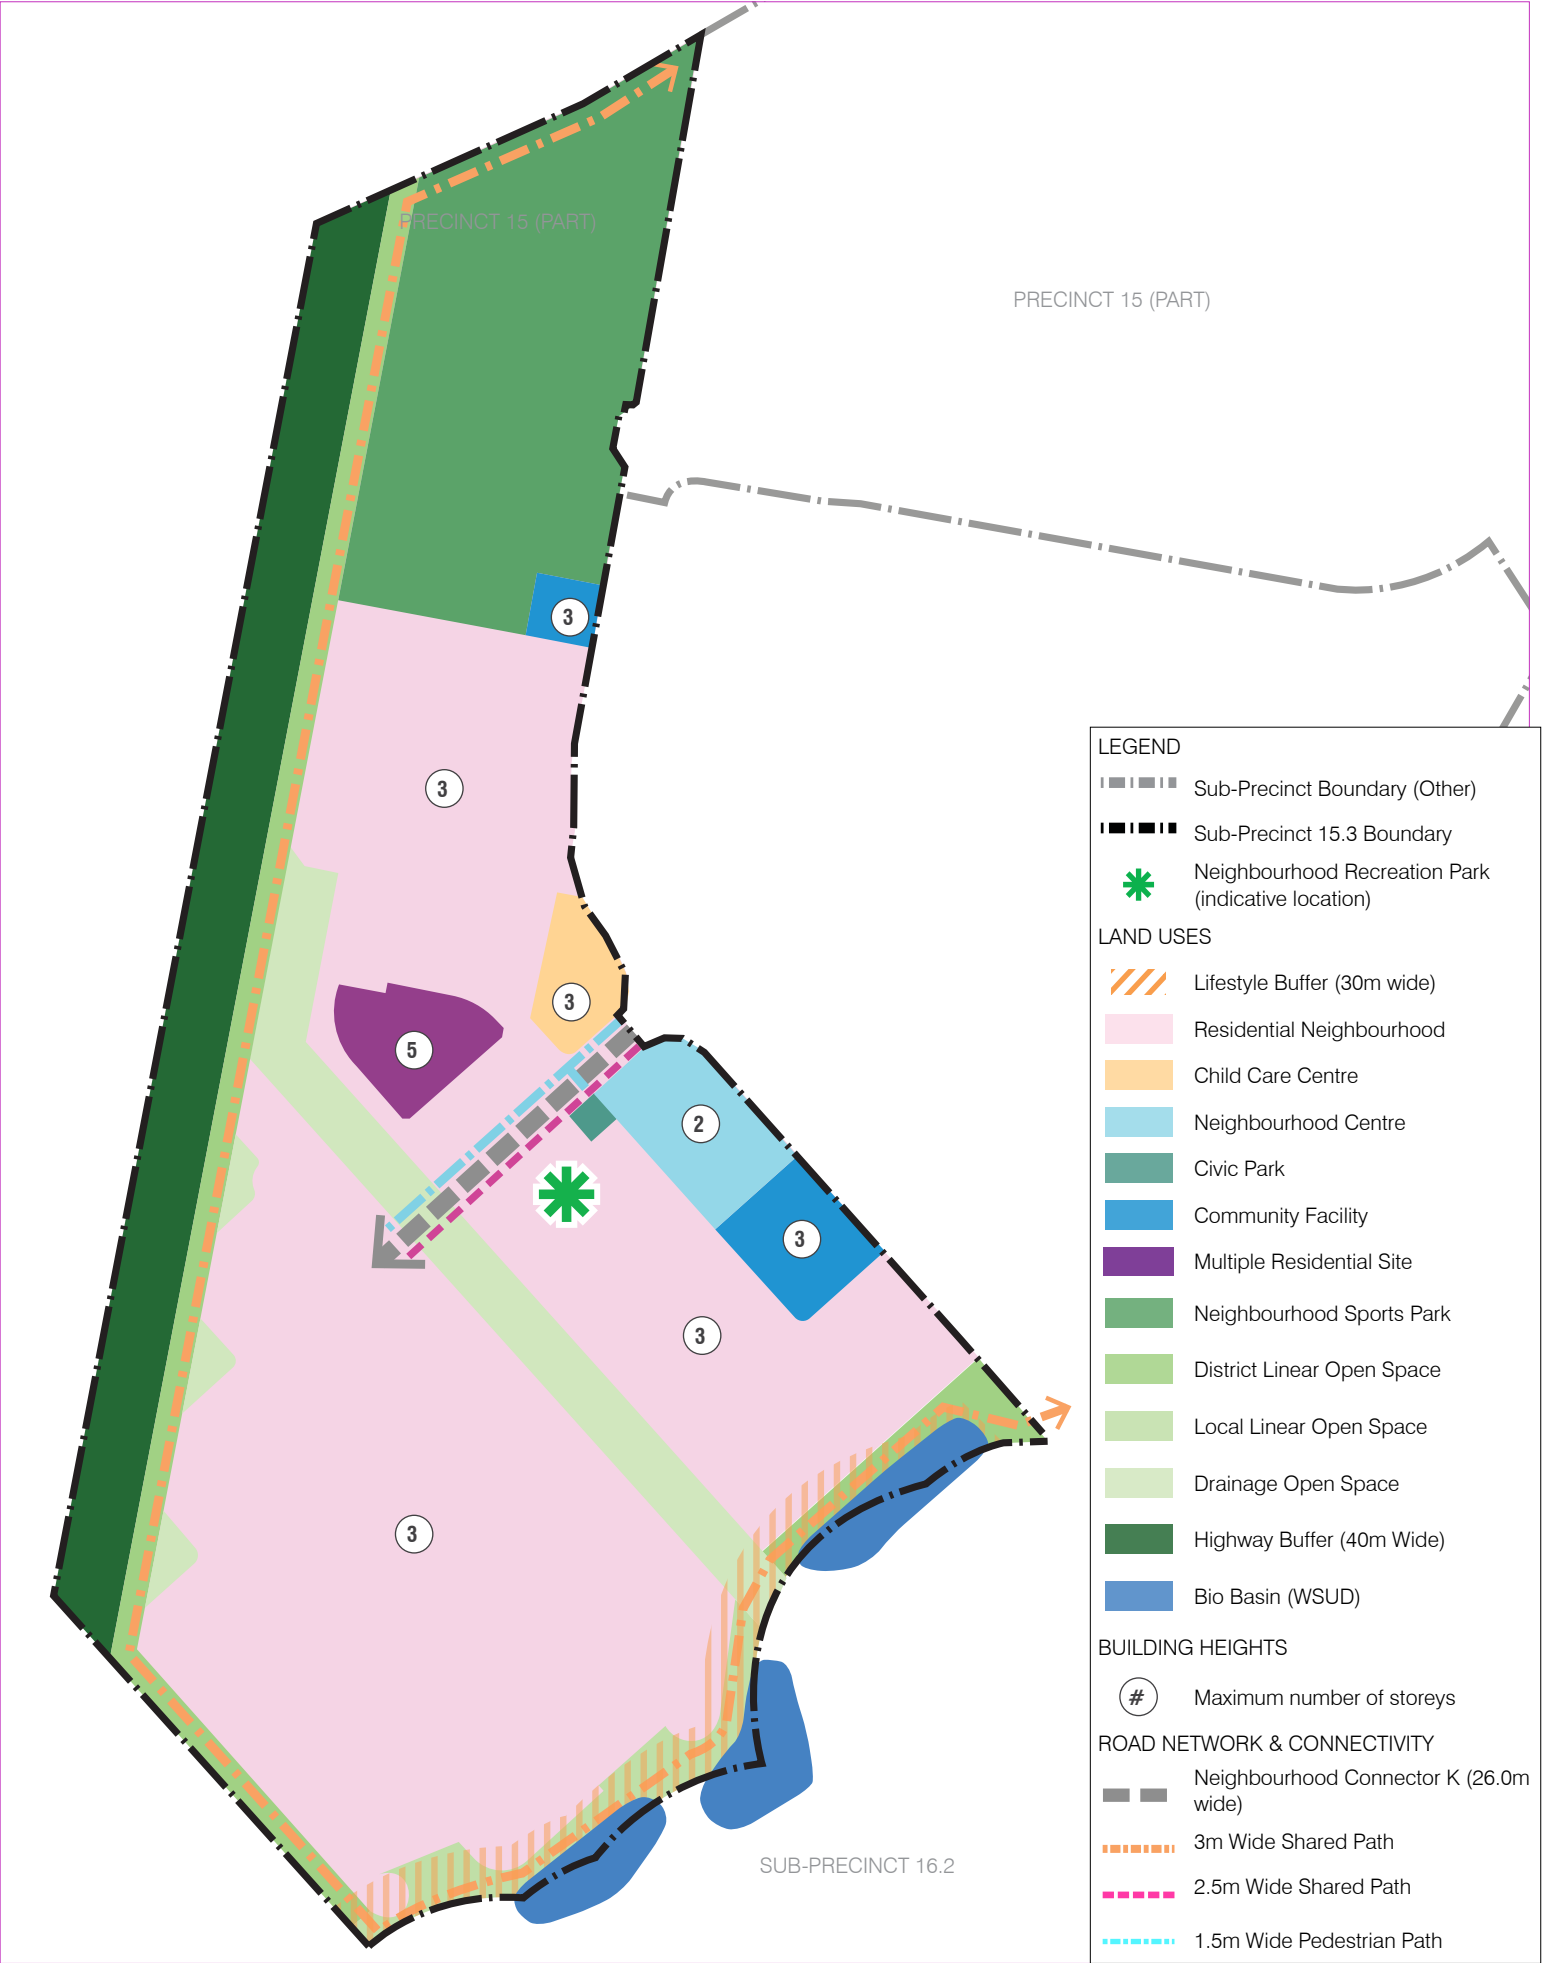 PRECINCT 15 (PART)
PRECINCT 15 (PART)
3
3
3
5
2
3
3
3
SUB-PRECINCT 16.2
LEGEND
Sub-Precinct Boundary (Other)
Sub-Precinct 15.3 Boundary
Neighbourhood Recreation Park
(indicative location)
LAND USES
Lifestyle Buffer (30m wide)
Residential Neighbourhood
Child Care Centre
Neighbourhood Centre
Civic Park
Community Facility
Multiple Residential Site
Neighbourhood Sports Park
District Linear Open Space
Local Linear Open Space
Drainage Open Space
Highway Buffer (40m Wide)
Bio Basin (WSUD)
BUILDING HEIGHTS
# Maximum number of storeys
ROAD NETWORK & CONNECTIVITY
Neighbourhood Connector K (26.0m
wide)
3m Wide Shared Path
2.5m Wide Shared Path
1.5m Wide Pedestrian Path